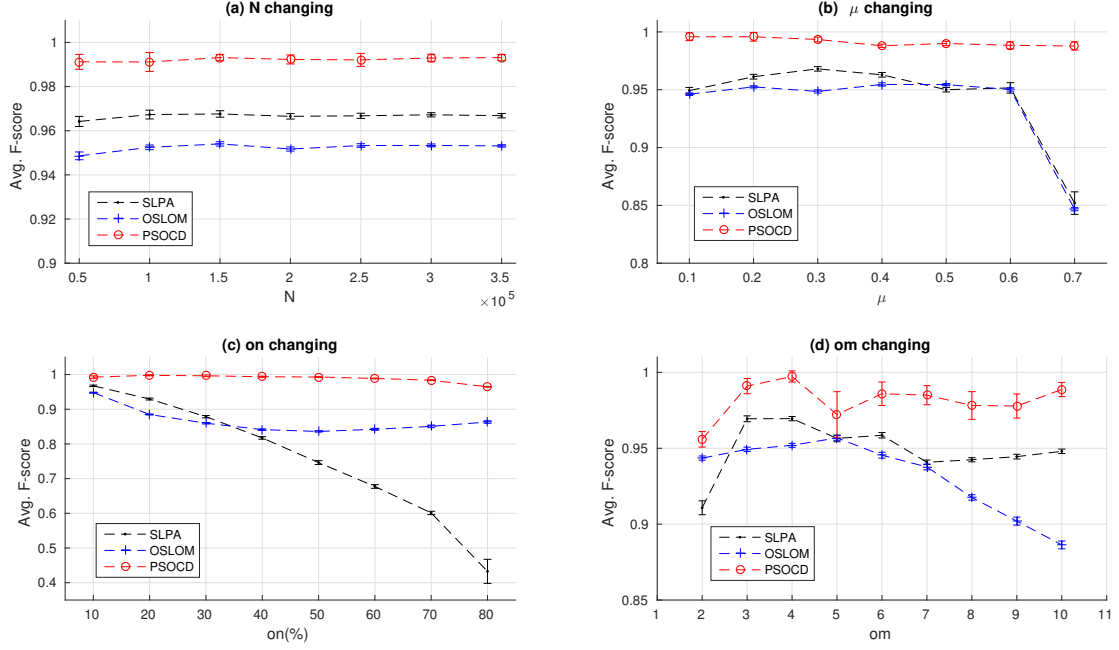 (a) N changing
Avg. F-score
1
0.98
0.96
0.94
0.92
0.9
SLPA
OSLOM
PSOCD
0.5 1 1.5 2 2.5 3 3.5
N
× 10^5
(b) μ changing
Avg. F-score
1
0.95
0.9
0.85
0.8
SLPA
OSLOM
PSOCD
0.1 0.2 0.3 0.4 0.5 0.6 0.7
μ
(c) on changing
Avg. F-score
1
0.9
0.8
0.7
0.6
0.5
0.4
SLPA
OSLOM
PSOCD
10 20 30 40 50 60 70 80
on(%)
(d) om changing
Avg. F-score
1
0.95
0.9
0.85
SLPA
OSLOM
PSOCD
1 2 3 4 5 6 7 8 9 10 11
om